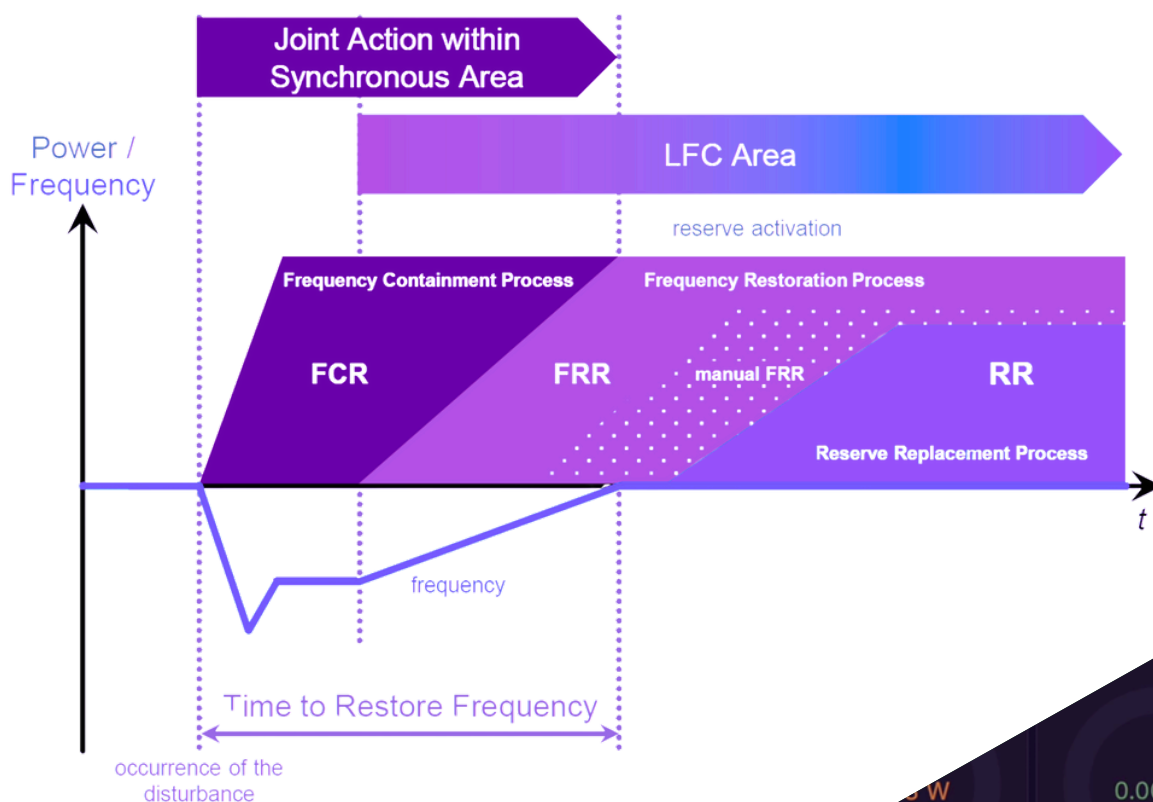 Joint Action within
Synchronous Area
LFC Area
Power /
Frequency
reserve activation
Frequency Containment Process
Frequency Restoration Process
FCR
FRR
manual FRR
RR
Reserve Replacement Process
t
frequency
Time to Restore Frequency
occurrence of the
disturbance
W